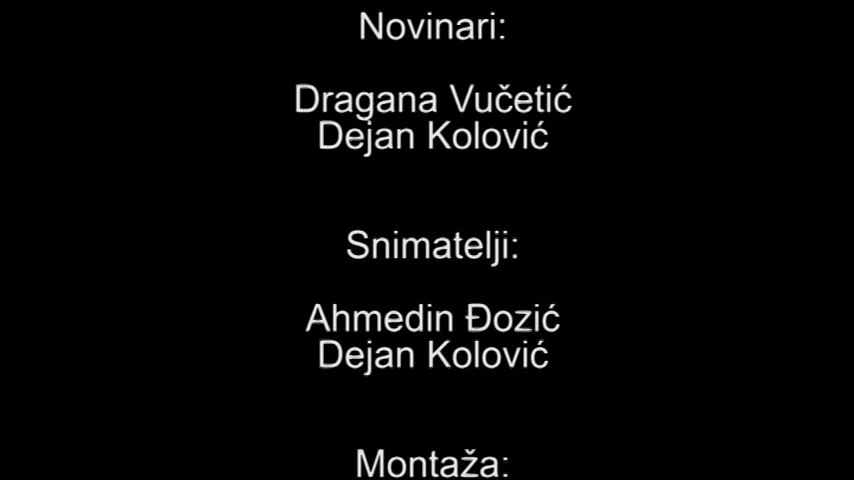 Novinari:
Dragana Vučetić
Dejan Kolović
Snimatelji:
Ahmedin Đozić
Dejan Kolović
Montaža: